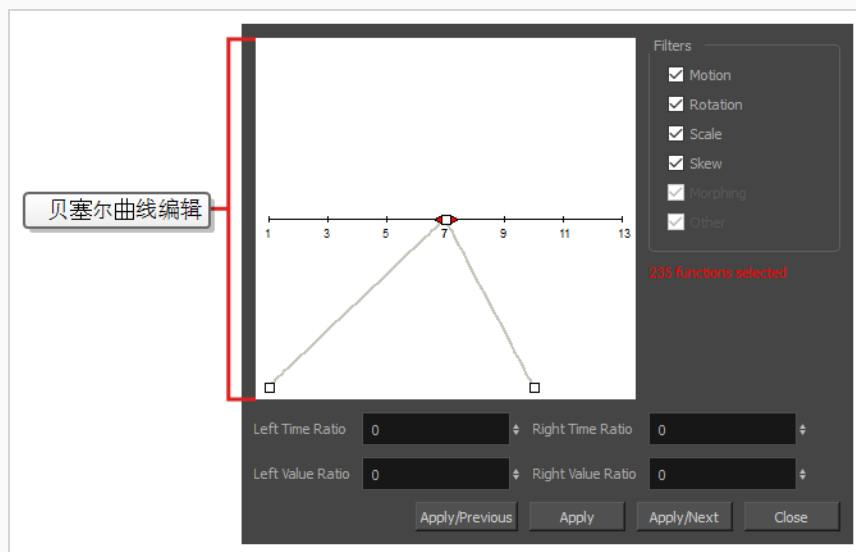 贝塞尔曲线编辑
1 3 5 7 9 11 13
Filters
Motion
Rotation
Scale
Skew
Morphing
Other
235 functions selected
Left Time Ratio 0 Right Time Ratio 0
Left Value Ratio 0 Right Value Ratio 0
Apply/Previous Apply Apply/Next Close